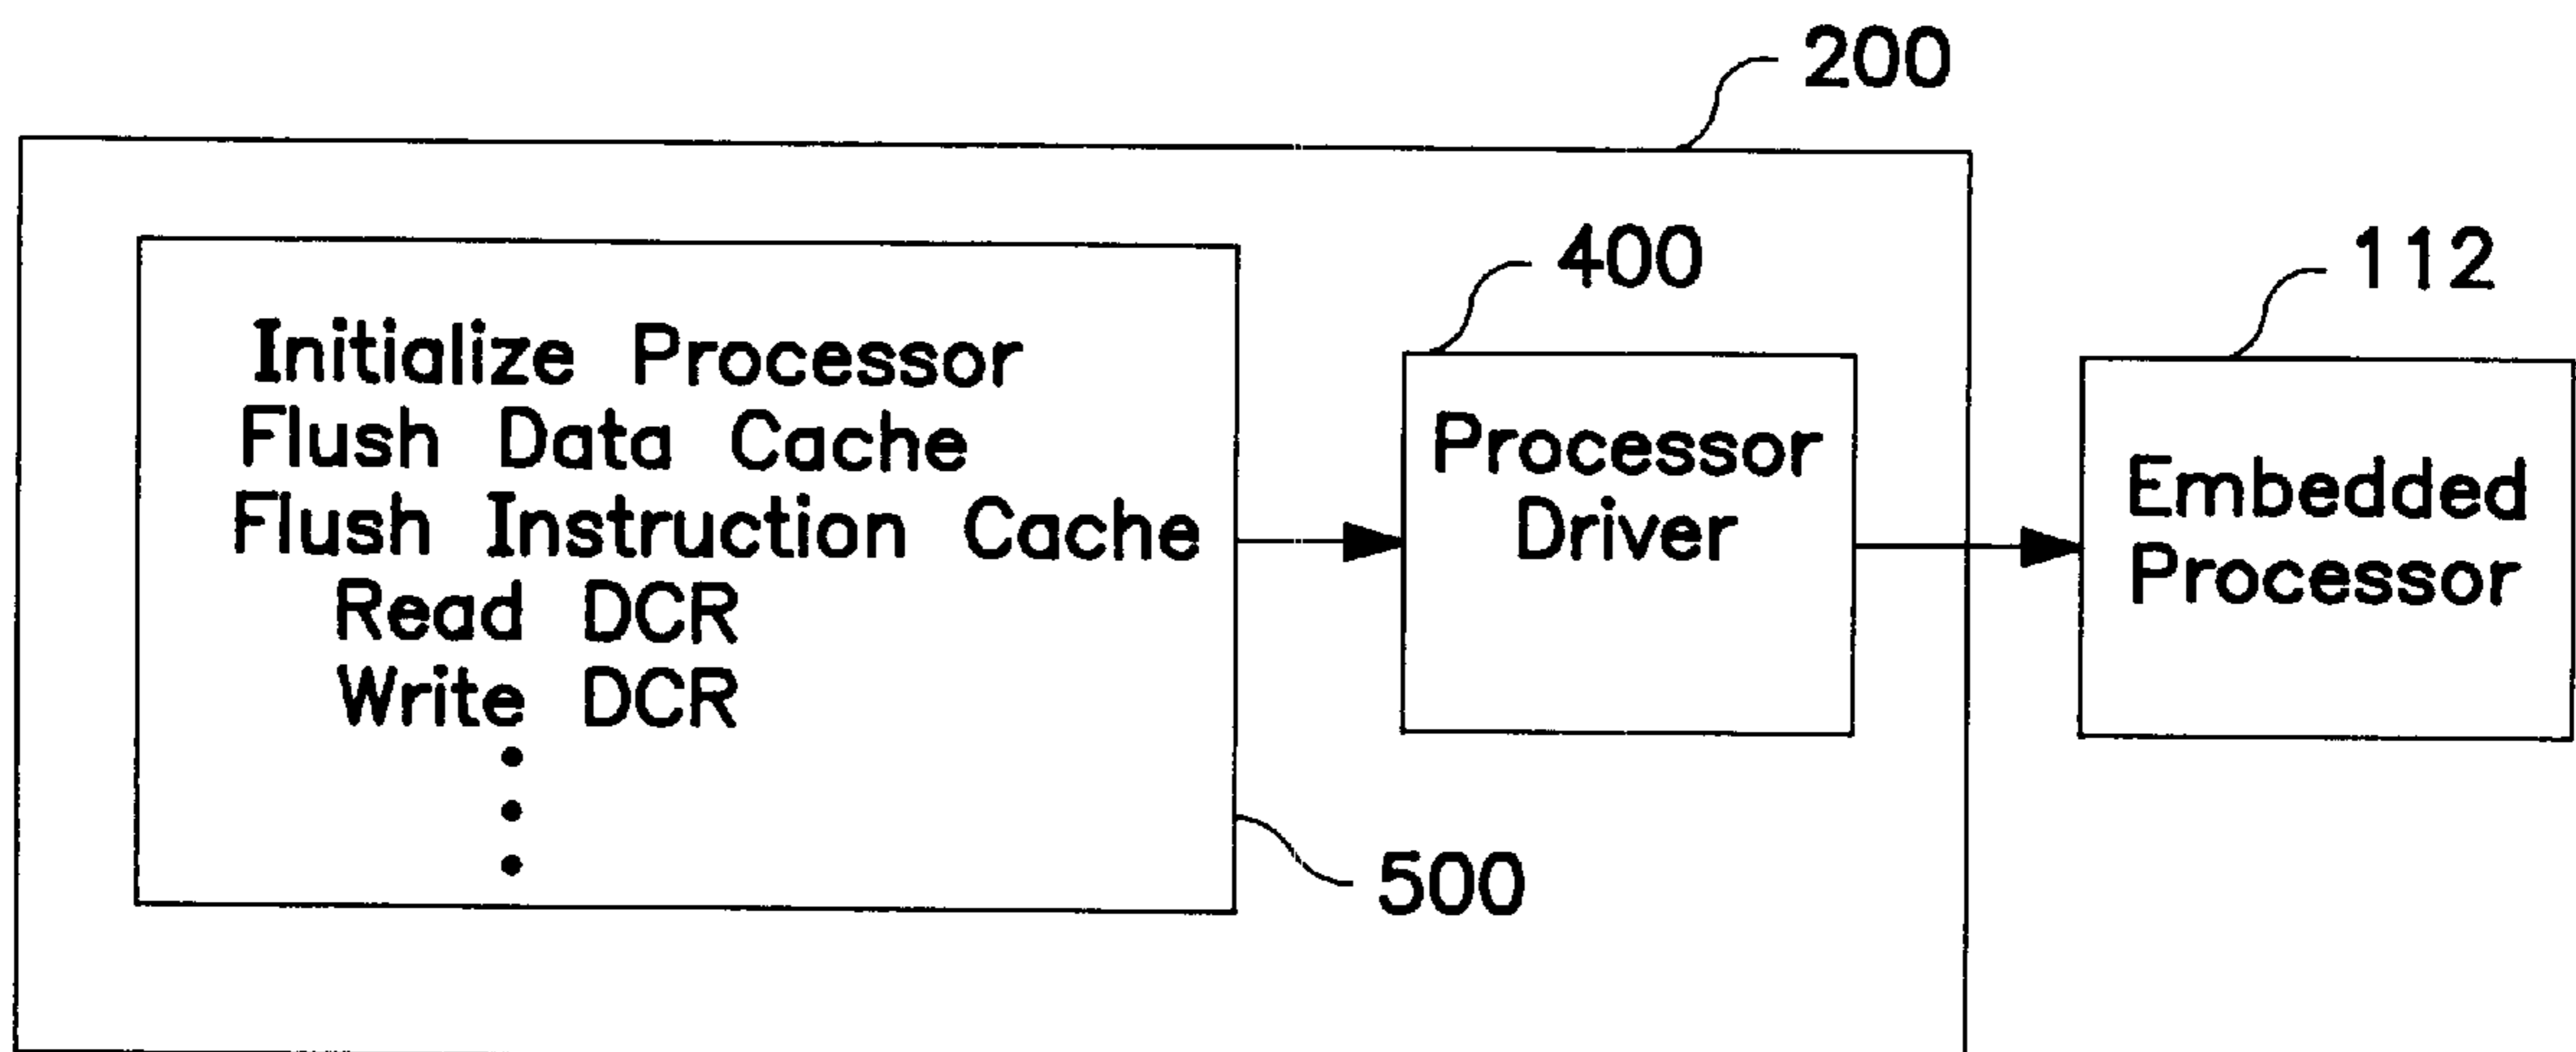 200
400
112
Initialize Processor
Flush Data Cache
Flush Instruction Cache
Read DCR
Write DCR
Processor
Driver
Embedded
Processor
500